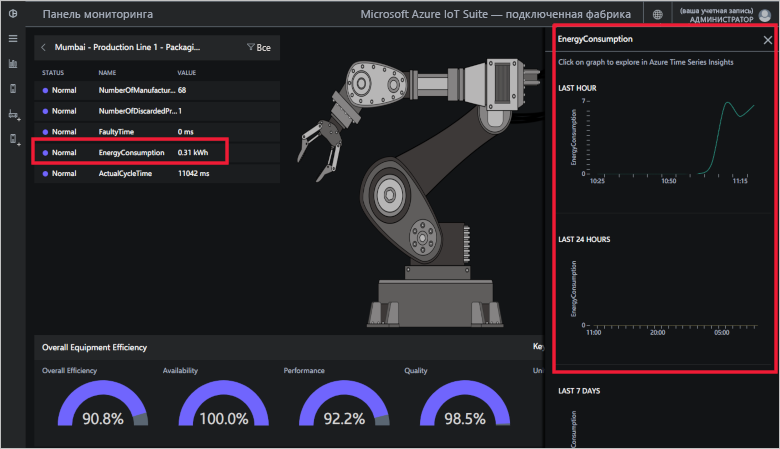 Панель мониторинга
Microsoft Azure IoT Suite — подключенная фабрика
(ваша учетная запись)
АДМИНИСТРАТОР
Mumbai - Production Line 1 - Packagi...
Все
STATUS NAME VALUE
Normal NumberOfManufactur... 68
Normal NumberOfDiscardedPr... 1
Normal FaultyTime 0 ms
Normal EnergyConsumption 0.31 kWh
Normal ActualCycleTime 11042 ms
EnergyConsumption
Click on graph to explore in Azure Time Series Insights
LAST HOUR
EnergyConsumption
7
0
10:25 10:50 11:15
LAST 24 HOURS
EnergyConsumption
0
11:00 20:00 05:00
LAST 7 DAYS
Consumption
Overall Equipment Efficiency
Overall Efficiency Availability Performance Quality
90.8% 100.0% 92.2% 98.5%
Key
Uni